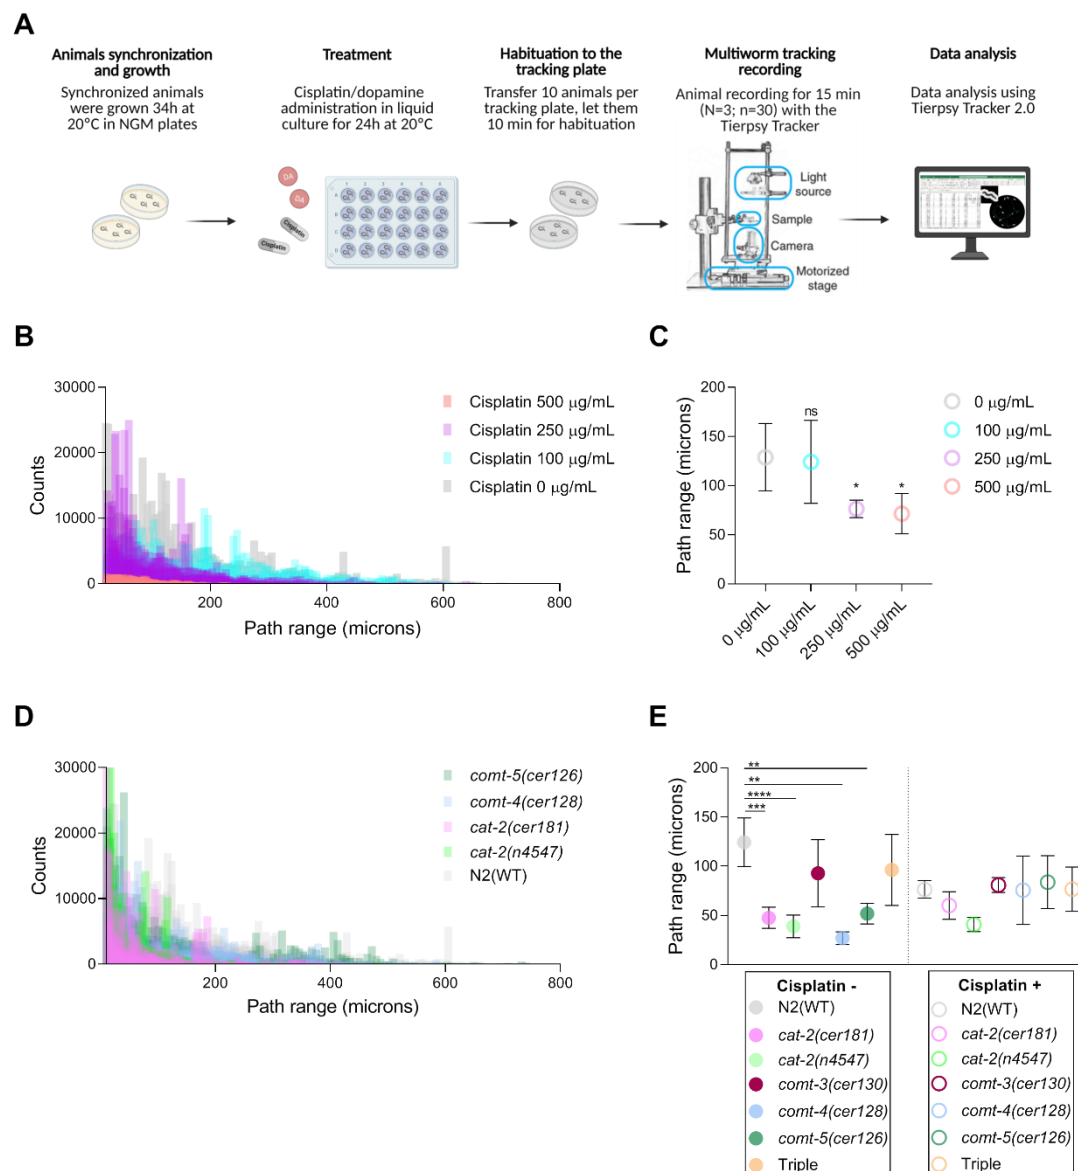 A
Animals synchronization
and growth
Synchronized animals
were grown 34h at
20°C in NGM plates
Treatment
Cisplatin/dopamine
administration in liquid
culture for 24h at 20°C
Habituation to the
tracking plate
Transfer 10 animals per
tracking plate, let them
10 min for habituation
Multiworm tracking
recording
Animal recording for 15 min
(N=3; n=30) with the
Tierpsy Tracker
Data analysis
Data analysis using
Tierpsy Tracker 2.0
DA
DA
Cisplatin
Cisplatin
1 2 3 4 5 6
A
B
C
D
Light
source
Sample
Camera
Motorized
stage
B
30000
20000
10000
0
Counts
200 400 600 800
Path range (microns)
Cisplatin 500 µg/mL
Cisplatin 250 µg/mL
Cisplatin 100 µg/mL
Cisplatin 0 µg/mL
C
200
150
100
50
0
Path range (microns)
ns
*
*
0 µg/mL
100 µg/mL
250 µg/mL
500 µg/mL
0 µg/mL
100 µg/mL
250 µg/mL
500 µg/mL
D
30000
20000
10000
0
Counts
200 400 600 800
Path range (microns)
comt-5(cer126)
comt-4(cer128)
cat-2(cer181)
cat-2(n4547)
N2(WT)
E
200
150
100
50
0
Path range (microns)
**
**
****
***
Cisplatin -
N2(WT)
cat-2(cer181)
cat-2(n4547)
comt-3(cer130)
comt-4(cer128)
comt-5(cer126)
Triple
Cisplatin +
N2(WT)
cat-2(cer181)
cat-2(n4547)
comt-3(cer130)
comt-4(cer128)
comt-5(cer126)
Triple